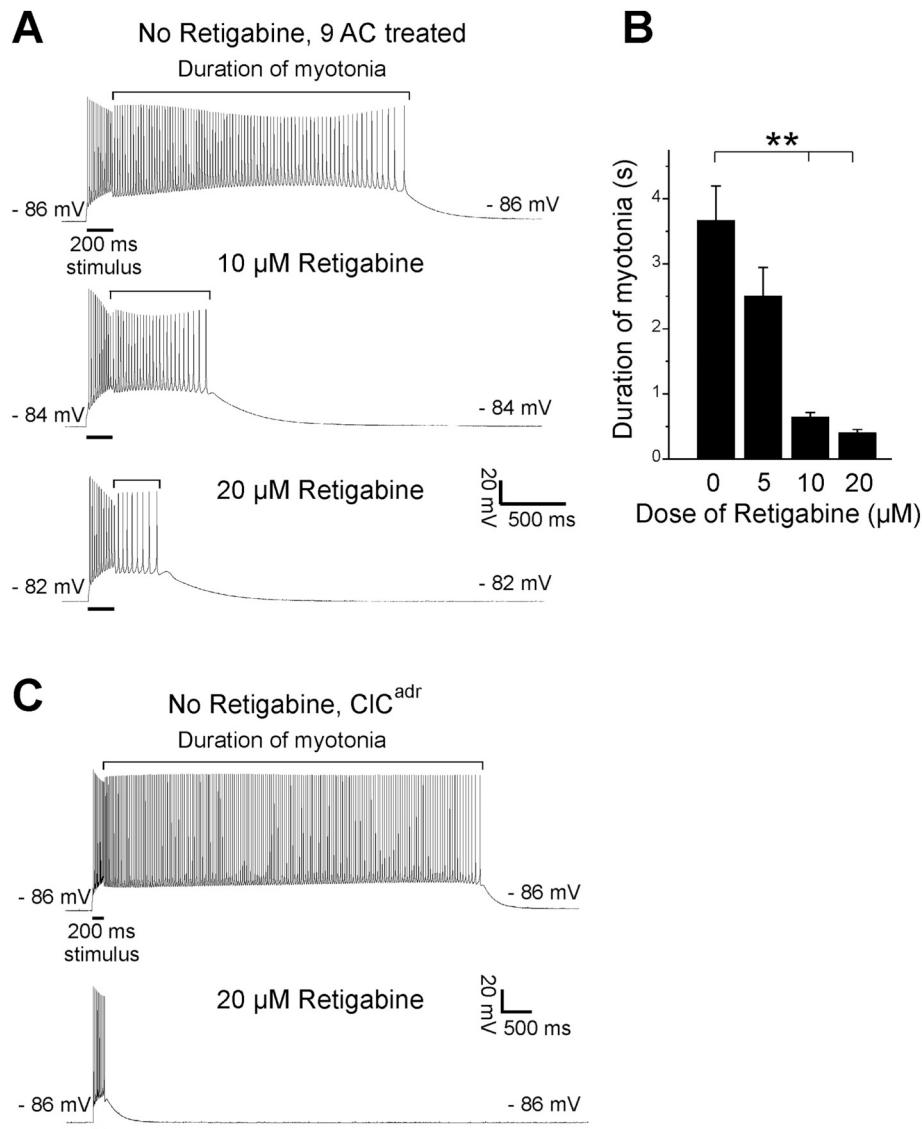 A
No Retigabine, 9 AC treated
Duration of myotonia
- 86 mV
- 86 mV
200 ms
stimulus
10 µM Retigabine
- 84 mV
- 84 mV
20 µM Retigabine
20 mV
500 ms
- 82 mV
- 82 mV
B
**
Duration of myotonia (s)
4
3
2
1
0
0 5 10 20
Dose of Retigabine (µM)
C
No Retigabine, ClC^adr
Duration of myotonia
- 86 mV
- 86 mV
200 ms
stimulus
20 µM Retigabine
20 mV
500 ms
- 86 mV
- 86 mV